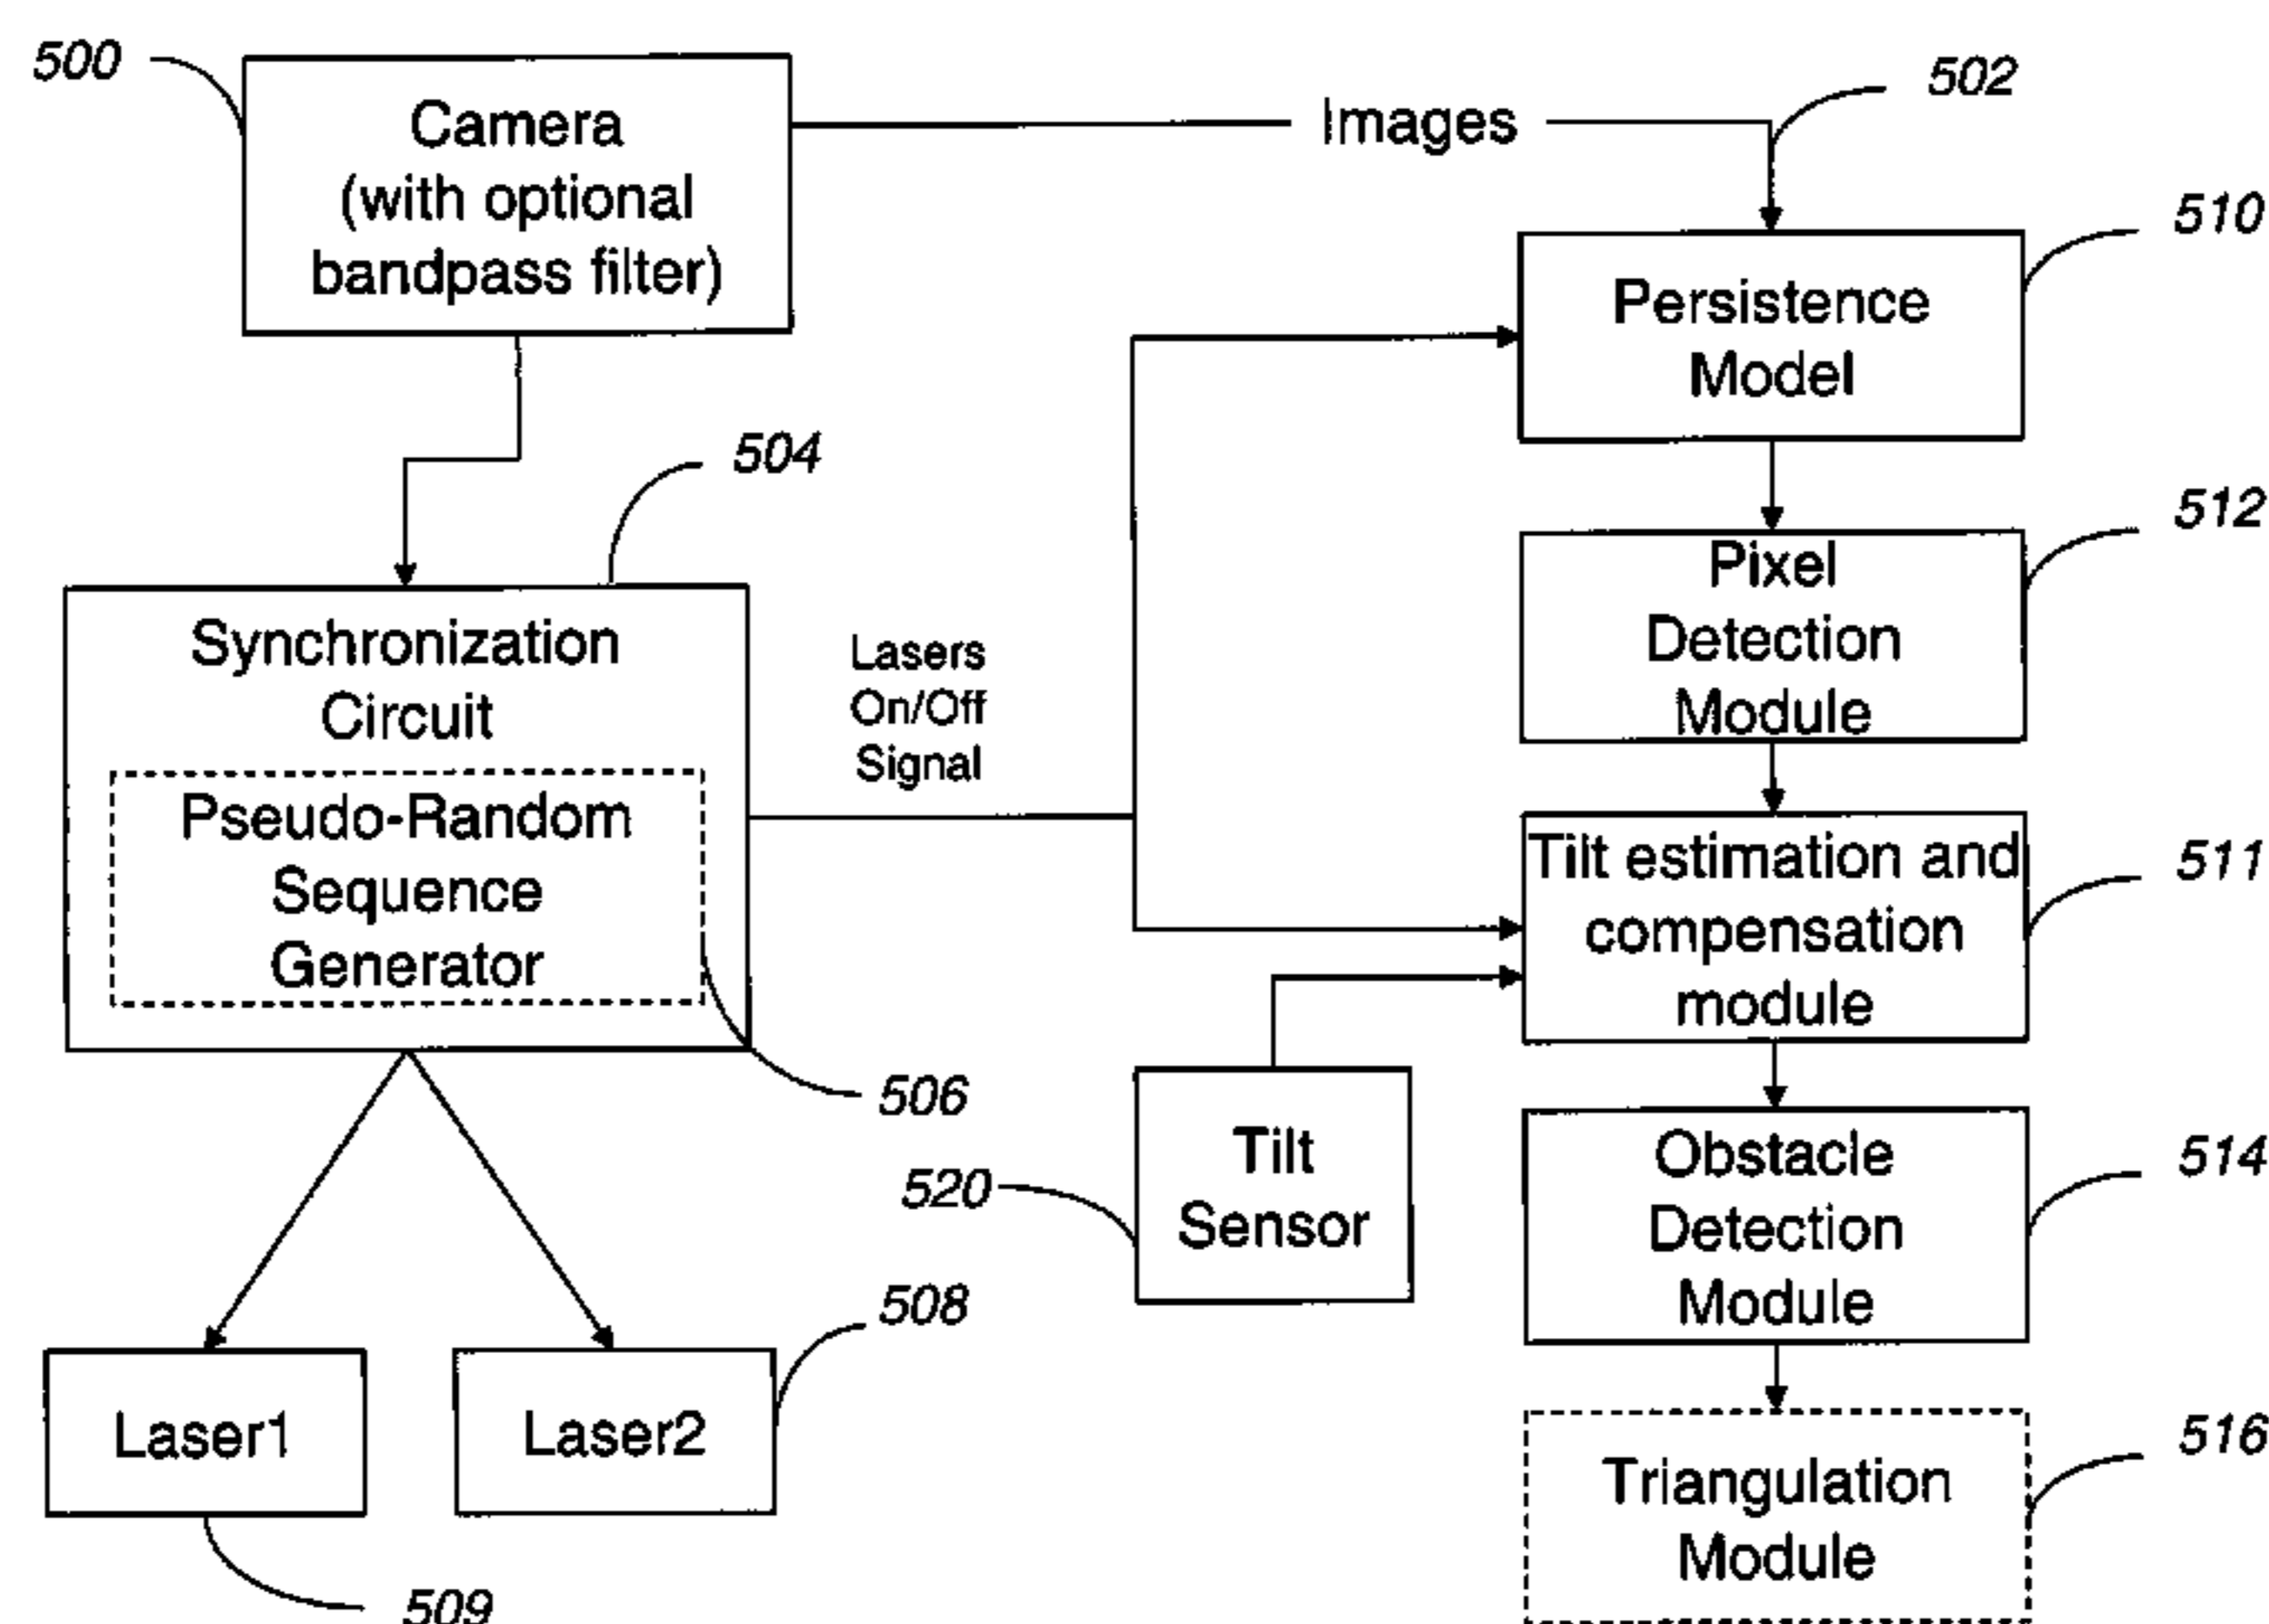 500
Camera
(with optional
bandpass filter)
Images
502
510
Persistence
Model
504
Synchronization
Circuit
Pseudo-Random
Sequence
Generator
506
Lasers
On/Off
Signal
512
Pixel
Detection
Module
511
Tilt estimation and
compensation
module
520
Tilt
Sensor
514
Obstacle
Detection
Module
508
Laser1
Laser2
509
516
Triangulation
Module